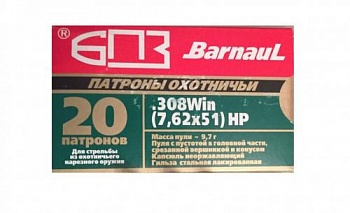 ® БПЗ BarnauL
ПАТРОНЫ ОХОТНИЧЬИ
20
патронов
Для стрельбы
из охотничьего
нарезного оружия
.308Win
(7,62x51) HP
Масса пули - 9,7 г
Пуля с пустотой в головной части,
срезанной вершинкой и конусом
Капсюль неоржавляющий
Гильза стальная лакированная